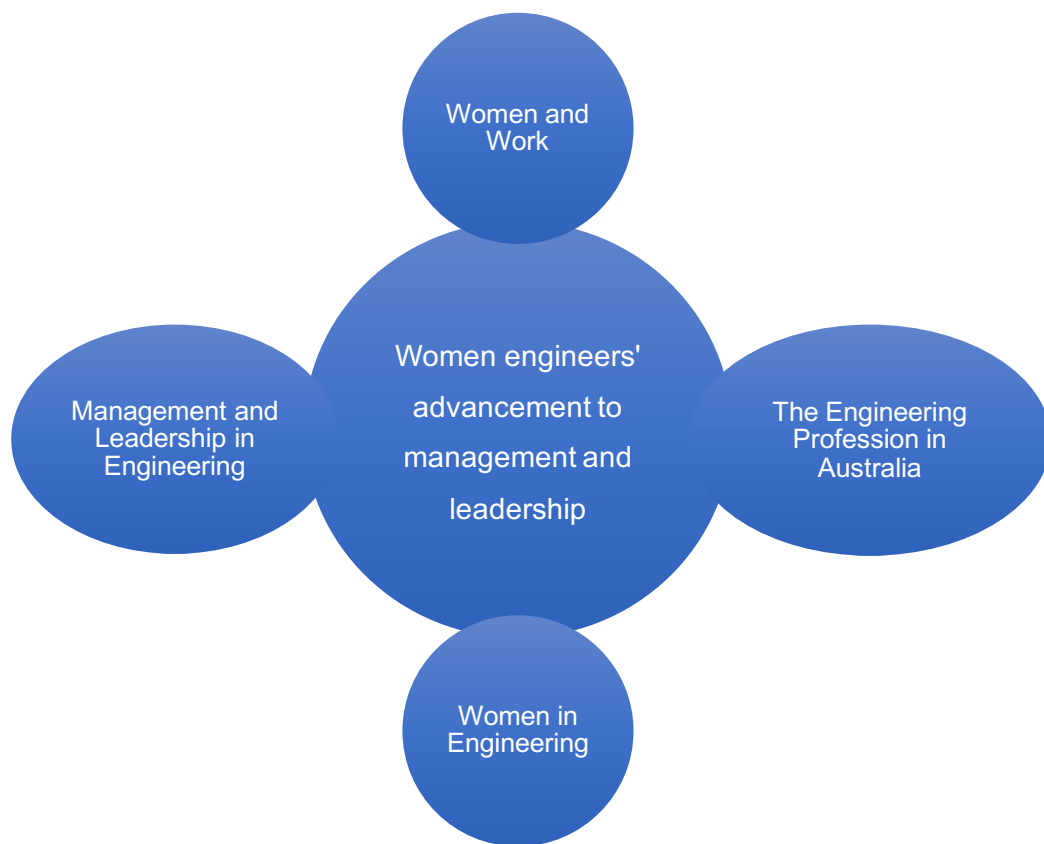 Women and
Work
Women engineers'
advancement to
management and
leadership
Management and
Leadership in
Engineering
The Engineering
Profession in
Australia
Women in
Engineering